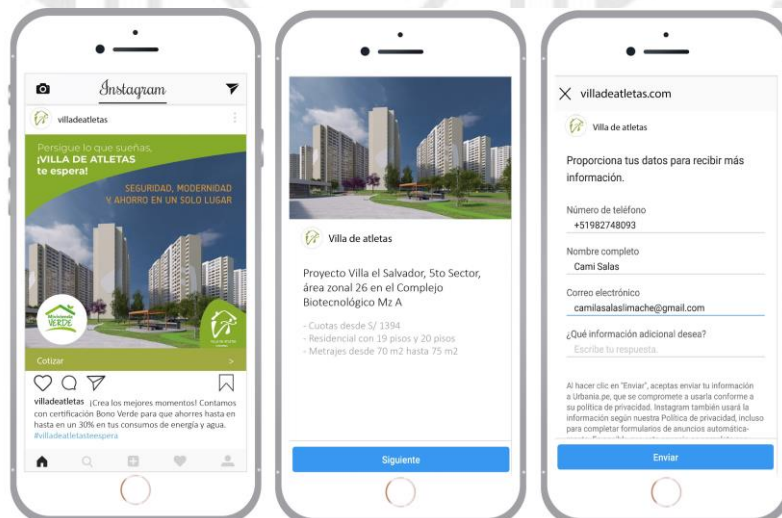 Instagram
villadeatletas
Persigue lo que sueñas,
¡VILLA DE ATLETAS
te espera!
SEGURIDAD, MODERNIDAD
Y AHORRO EN UN SOLO LUGAR
Mivivienda
VERDE
Cotizar >
villadeatletas ¡Crea los mejores momentos! Contamos
con certificación Bono Verde para que ahorres hasta en
hasta en un 30% en tus consumos de energía y agua.
#villadeatletasteespera
Villa de atletas
Proyecto Villa el Salvador, 5to Sector,
área zonal 26 en el Complejo
Biotecnológico Mz A
- Cuotas desde S/ 1394
- Residencial con 19 pisos y 20 pisos
- Metrajes desde 70 m2 hasta 75 m2
Siguiente
villadeatletas.com
Villa de atletas
Proporciona tus datos para recibir más
información.
Número de teléfono
+51982748093
Nombre completo
Cami Salas
Correo electrónico
camilasalaslimache@gmail.com
¿Qué información adicional desea?
Escribe tu respuesta.
Al hacer clic en "Enviar", aceptas enviar tu información
a Urbania.pe, que se compromete a usarla conforme a
su política de privacidad. Instagram también usará la
información según nuestra Política de privacidad, incluso
para completar formularios de anuncios automática-
Enviar